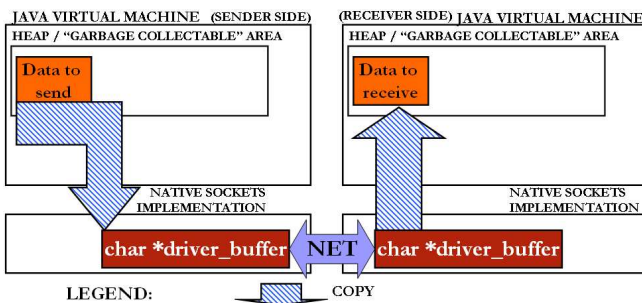 JAVA VIRTUAL MACHINE (SENDER SIDE)
HEAP / “GARBAGE COLLECTABLE” AREA
Data to
send
NATIVE SOCKETS
IMPLEMENTATION
char *driver_buffer
(RECEIVER SIDE) JAVA VIRTUAL MACHINE
HEAP / “GARBAGE COLLECTABLE” AREA
Data to
receive
NATIVE SOCKETS
IMPLEMENTATION
NET
char *driver_buffer
LEGEND:
COPY